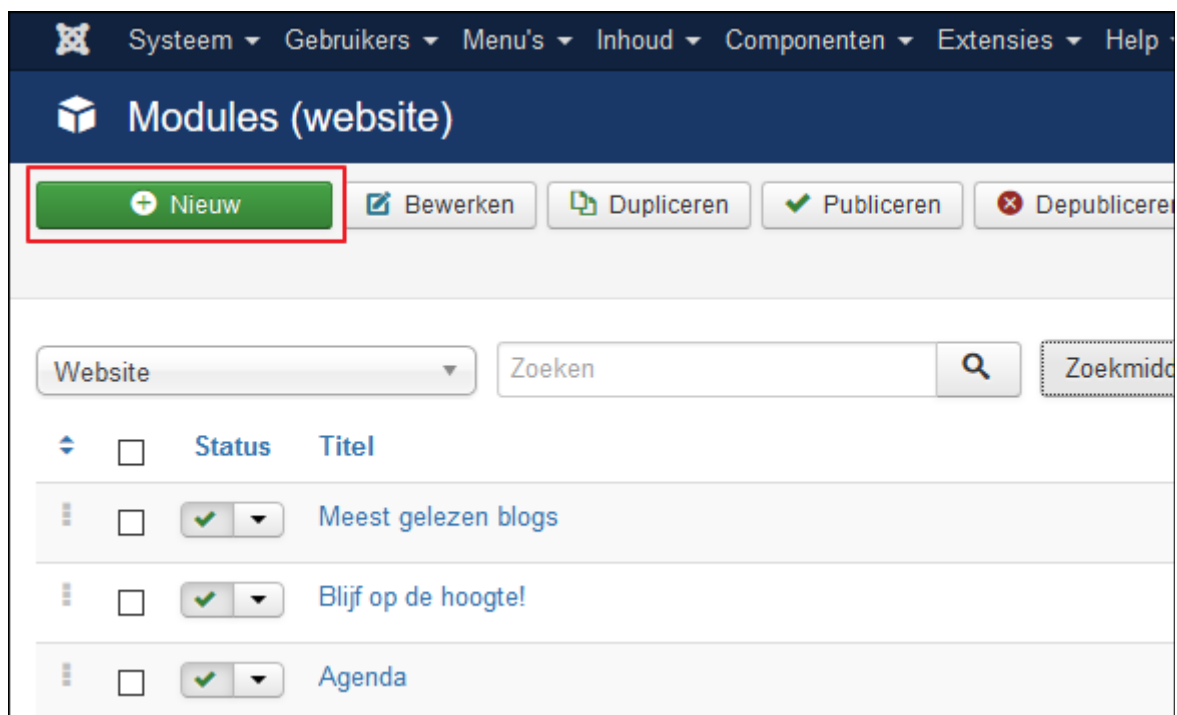 Systeem Gebruikers Menu's Inhoud Componenten Extensies Help
Modules (website)
Nieuw Bewerken Dupliceren Publiceren
Website Zoeken
Status Titel
Meest gelezen blogs
Blijf op de hoogte!
Agenda